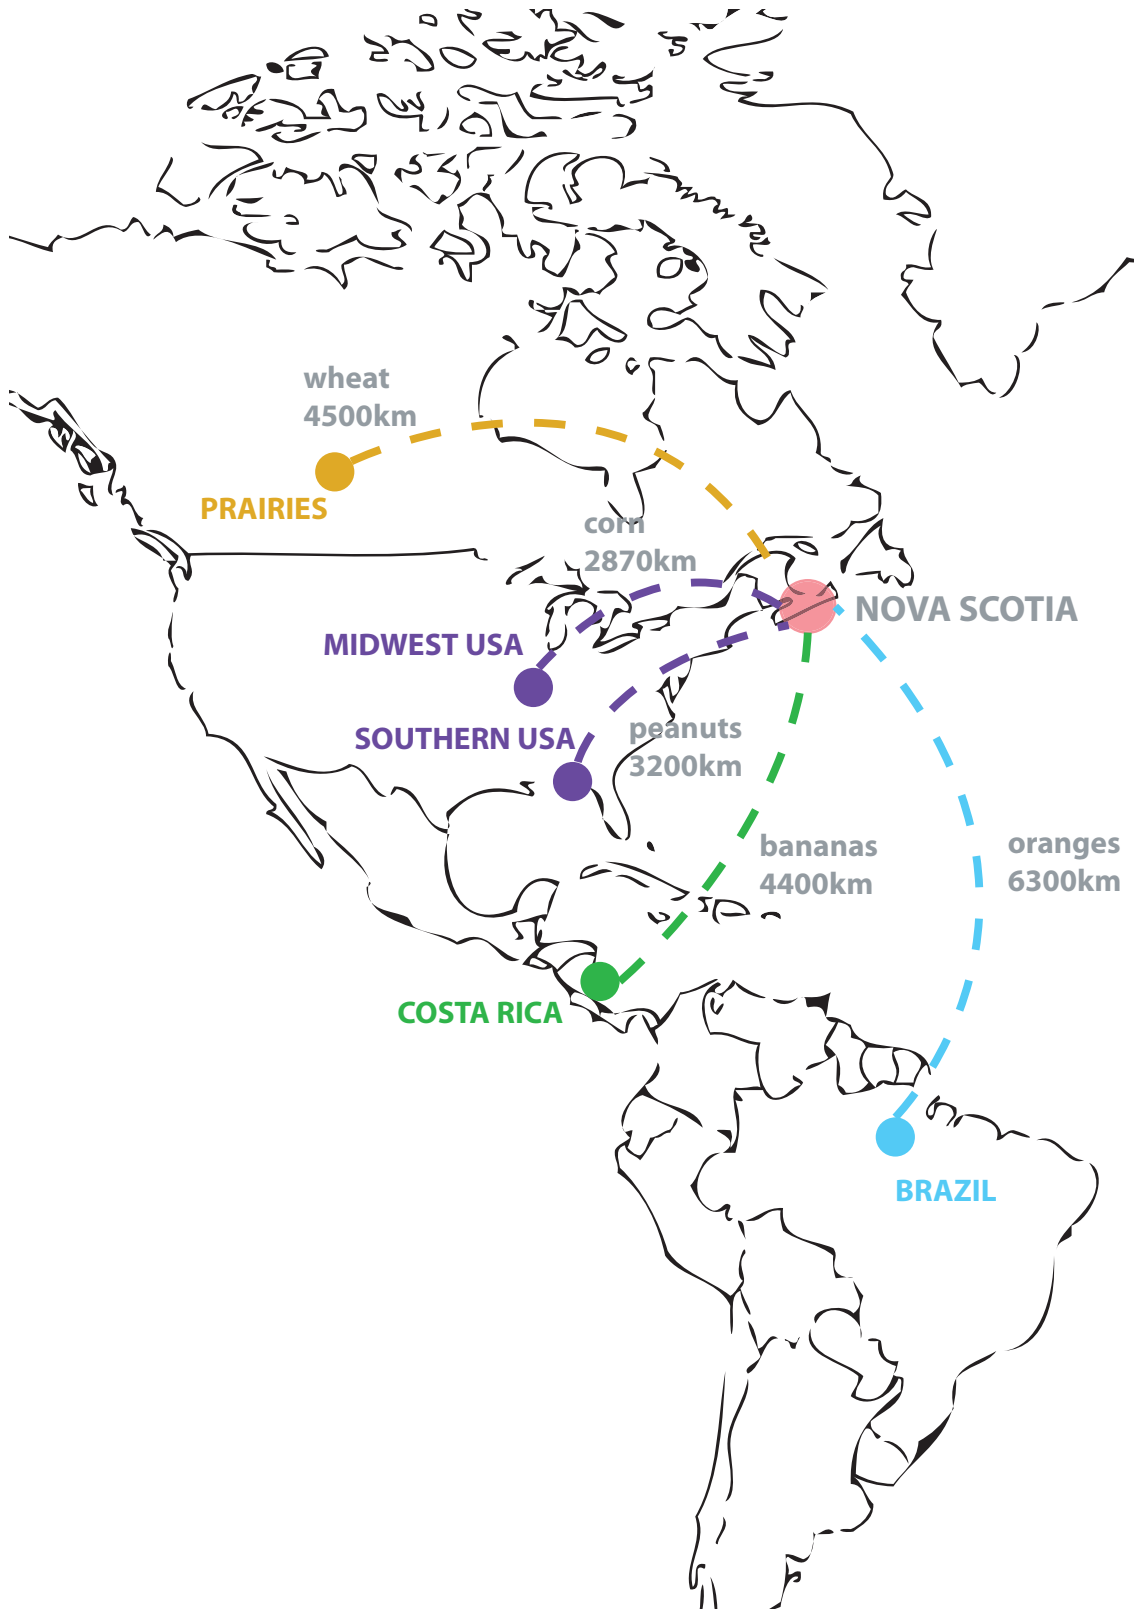 wheat
4500km
PRAIRIES
corn
2870km
NOVA SCOTIA
MIDWEST USA
SOUTHERN USA
peanuts
3200km
bananas
4400km
oranges
6300km
COSTA RICA
BRAZIL